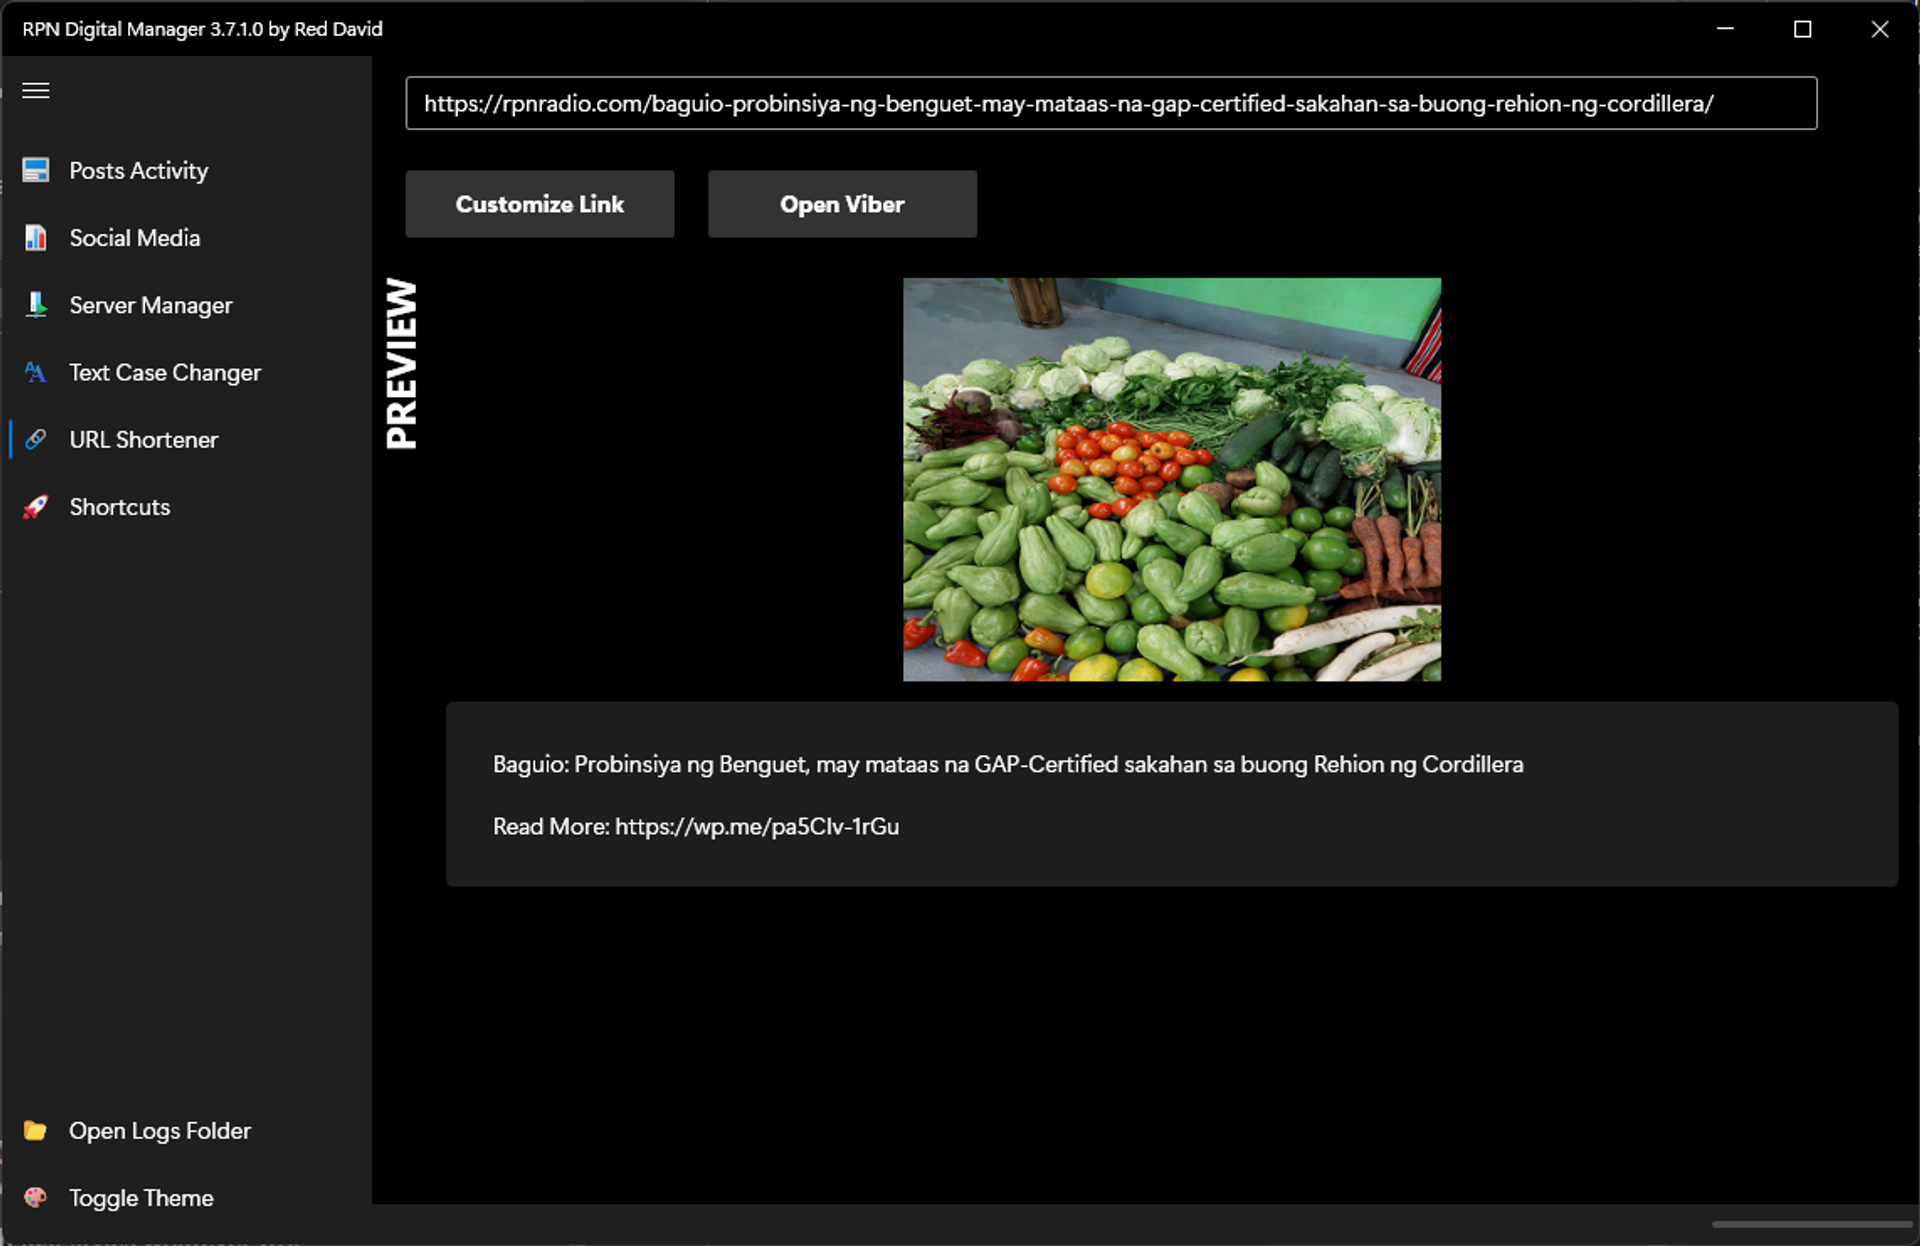 RPN Digital Manager 3.7.1.0 by Red David
https://rpnradio.com/baguio-probinsiya-ng-benguet-may-mataas-na-gap-certified-sakahan-sa-buong-rehion-ng-cordillera/
Posts Activity
Social Media
Server Manager
Text Case Changer
URL Shortener
Shortcuts
Customize Link
Open Viber
PREVIEW
Baguio: Probinsiya ng Benguet, may mataas na GAP-Certified sakahan sa buong Rehion ng Cordillera
Read More: https://wp.me/pa5Clv-1rGu
Open Logs Folder
Toggle Theme